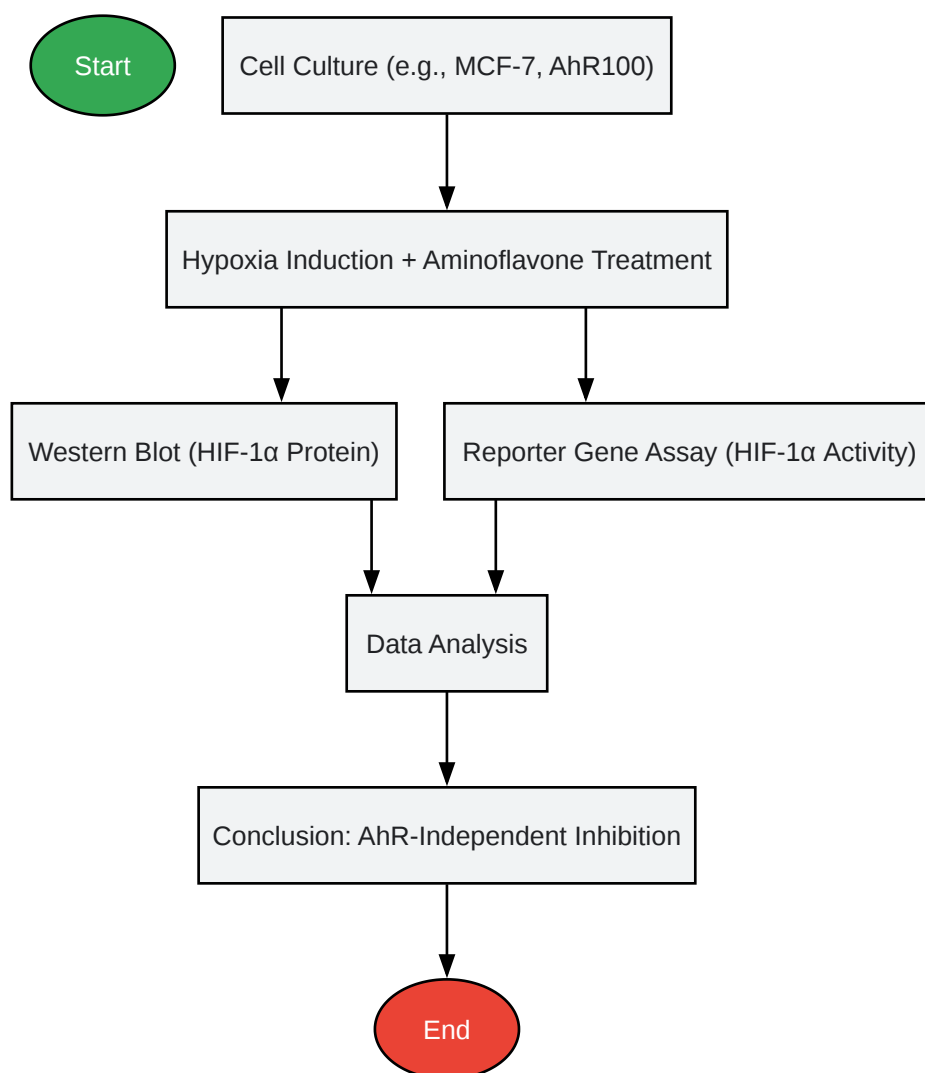 Start
Cell Culture (e.g., MCF-7, AhR100)
Hypoxia Induction + Aminoflavone Treatment
Western Blot (HIF-1α Protein)
Reporter Gene Assay (HIF-1α Activity)
Data Analysis
Conclusion: AhR-Independent Inhibition
End